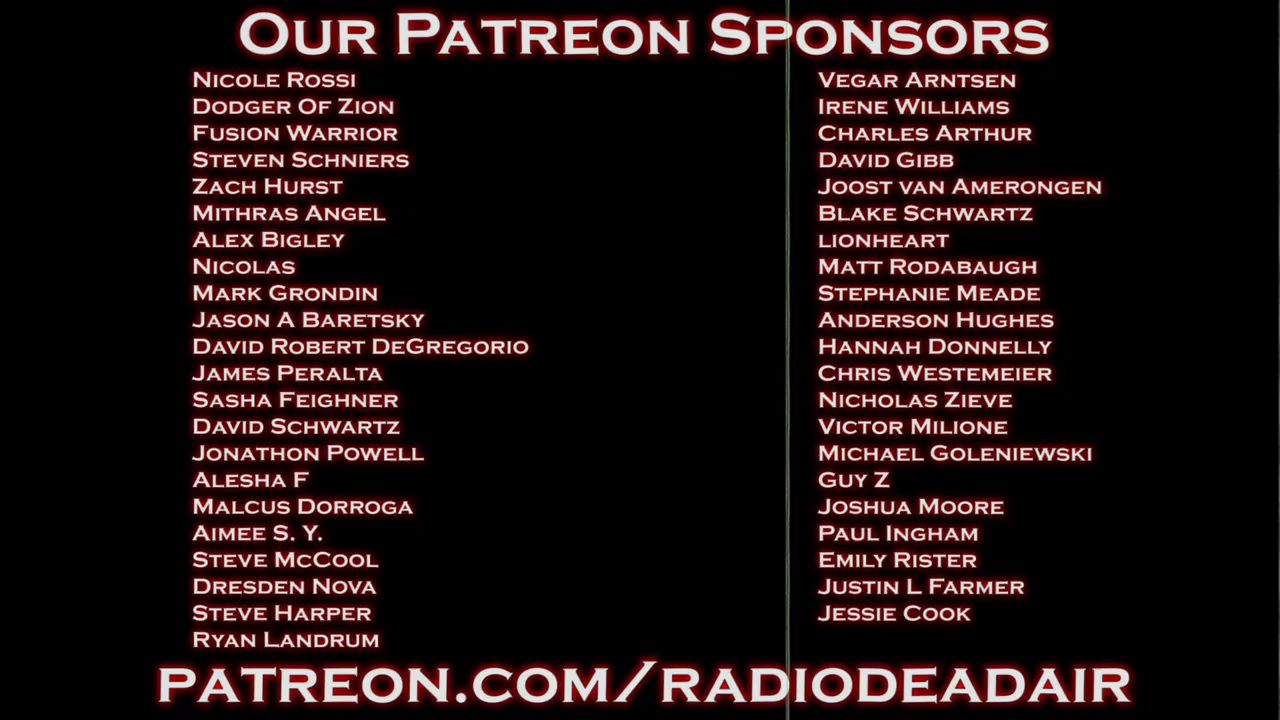 Our Patreon Sponsors
Nicole Rossi
Dodger Of Zion
Fusion Warrior
Steven Schniers
Zach Hurst
Mithras Angel
Alex Bigley
Nicolas
Mark Grondin
Jason A Baretsky
David Robert DeGregorio
James Peralta
Sasha Feighner
David Schwartz
Jonathon Powell
Alesha F
Malcus Dorroga
Aimee S. Y.
Steve McCool
Dresden Nova
Steve Harper
Ryan Landrum
Vegar Arntsen
Irene Williams
Charles Arthur
David Gibb
Joost van Amerongen
Blake Schwartz
lionheart
Matt Rodabaugh
Stephanie Meade
Anderson Hughes
Hannah Donnelly
Chris Westemeier
Nicholas Zieve
Victor Milione
Michael Goleniewski
Guy Z
Joshua Moore
Paul Ingham
Emily Rister
Justin L Farmer
Jessie Cook
patreon.com/radiodeadair